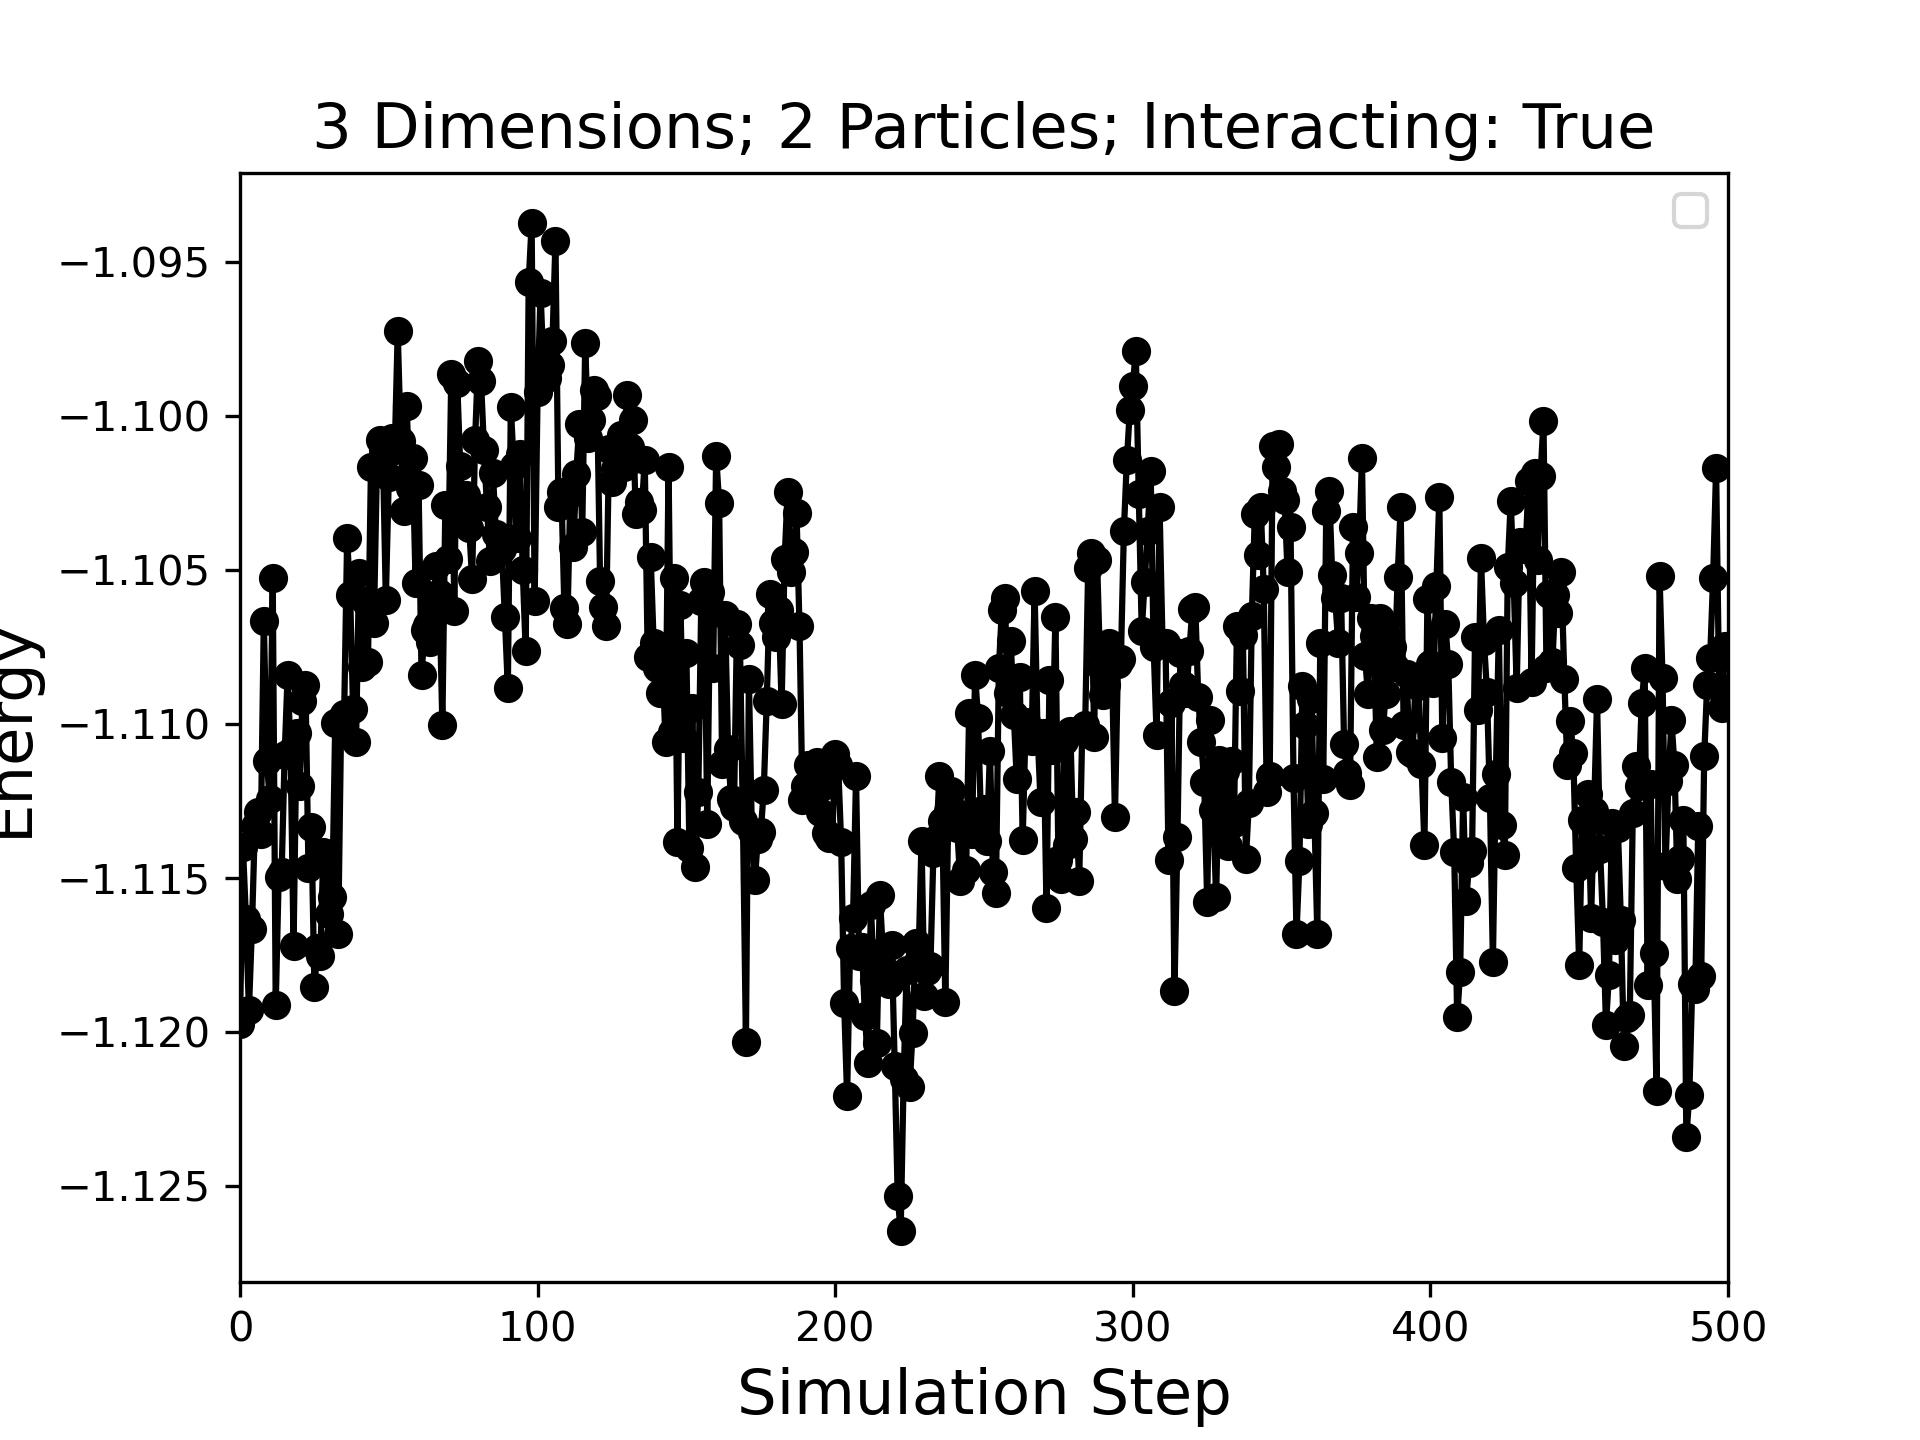 3 Dimensions; 2 Particles; Interacting: True
−1.095
−1.100
−1.105
−1.110
−1.115
−1.120
−1.125
Energy
0 100 200 300 400 500
Simulation Step